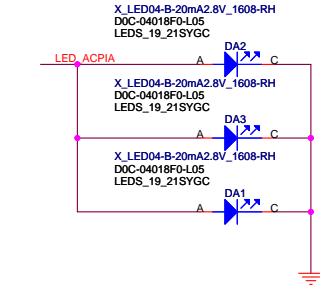 X_LED04-B-20mA2.8V_1608-RH
D0C-04018F0-L05
LEDS_19_21SYGC
DA2
LED_ACPIA
A
C
X_LED04-B-20mA2.8V_1608-RH
D0C-04018F0-L05
LEDS_19_21SYGC
DA3
A
C
X_LED04-B-20mA2.8V_1608-RH
D0C-04018F0-L05
LEDS_19_21SYGC
DA1
A
C